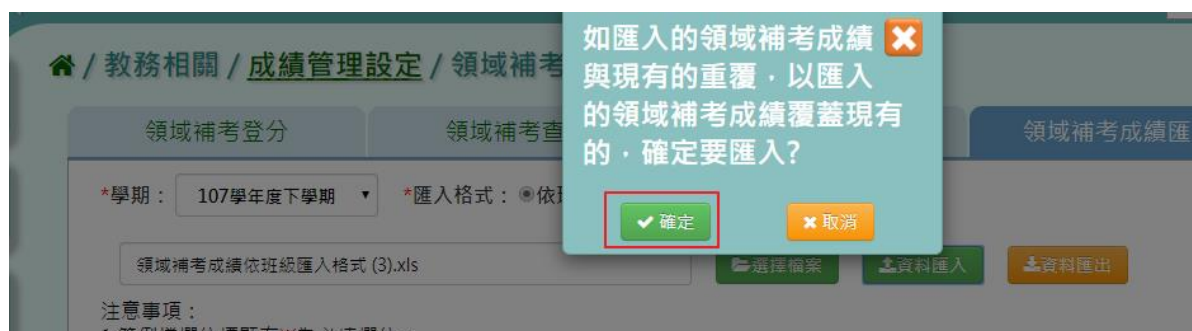 如匯入的領域補考成績
與現有的重覆，以匯入
的領域補考成績覆蓋現有
的，確定要匯入?
確定 取消
/ 教務相關 / 成績管理設定 / 領域補考
領域補考登分 領域補考查 領域補考成績匯
*學期： 107學年度下學期 *匯入格式： 依班
領域補考成績依班級匯入格式 (3).xls 選擇檔案 資料匯入 資料匯出
注意事項：